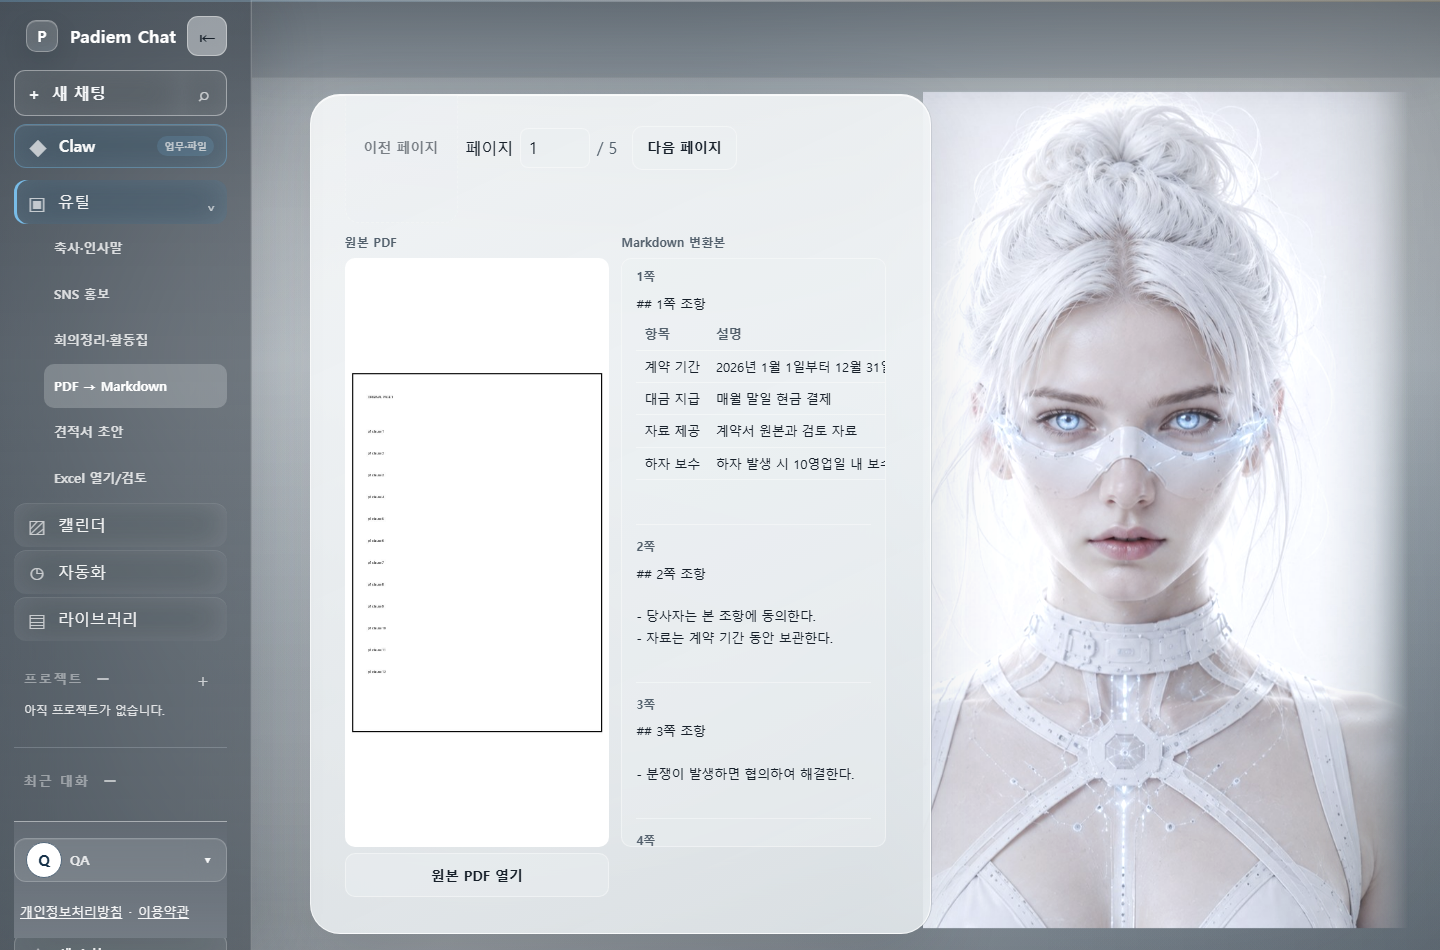 P Padiem Chat
+ 새 채팅
Claw 업무·파일
유틸
축사·인사말
SNS 홍보
회의정리·활동집
PDF → Markdown
견적서 초안
Excel 열기/검토
캘린더
자동화
라이브러리
프로젝트 — +
아직 프로젝트가 없습니다.
최근 대화 —
Q QA
개인정보처리방침 · 이용약관
이전 페이지 페이지 1 / 5 다음 페이지
원본 PDF
원본 PDF 열기
Markdown 변환본
1쪽
## 1쪽 조항
항목 설명
계약 기간 2026년 1월 1일부터 12월
대금 지급 매월 말일 현금 결제
자료 제공 계약서 원본과 검토 자료
하자 보수 하자 발생 시 10영업일 내
2쪽
## 2쪽 조항
- 당사자는 본 조항에 동의한다.
- 자료는 계약 기간 동안 보관한다.
3쪽
## 3쪽 조항
- 분쟁이 발생하면 협의하여 해결한다.
4쪽